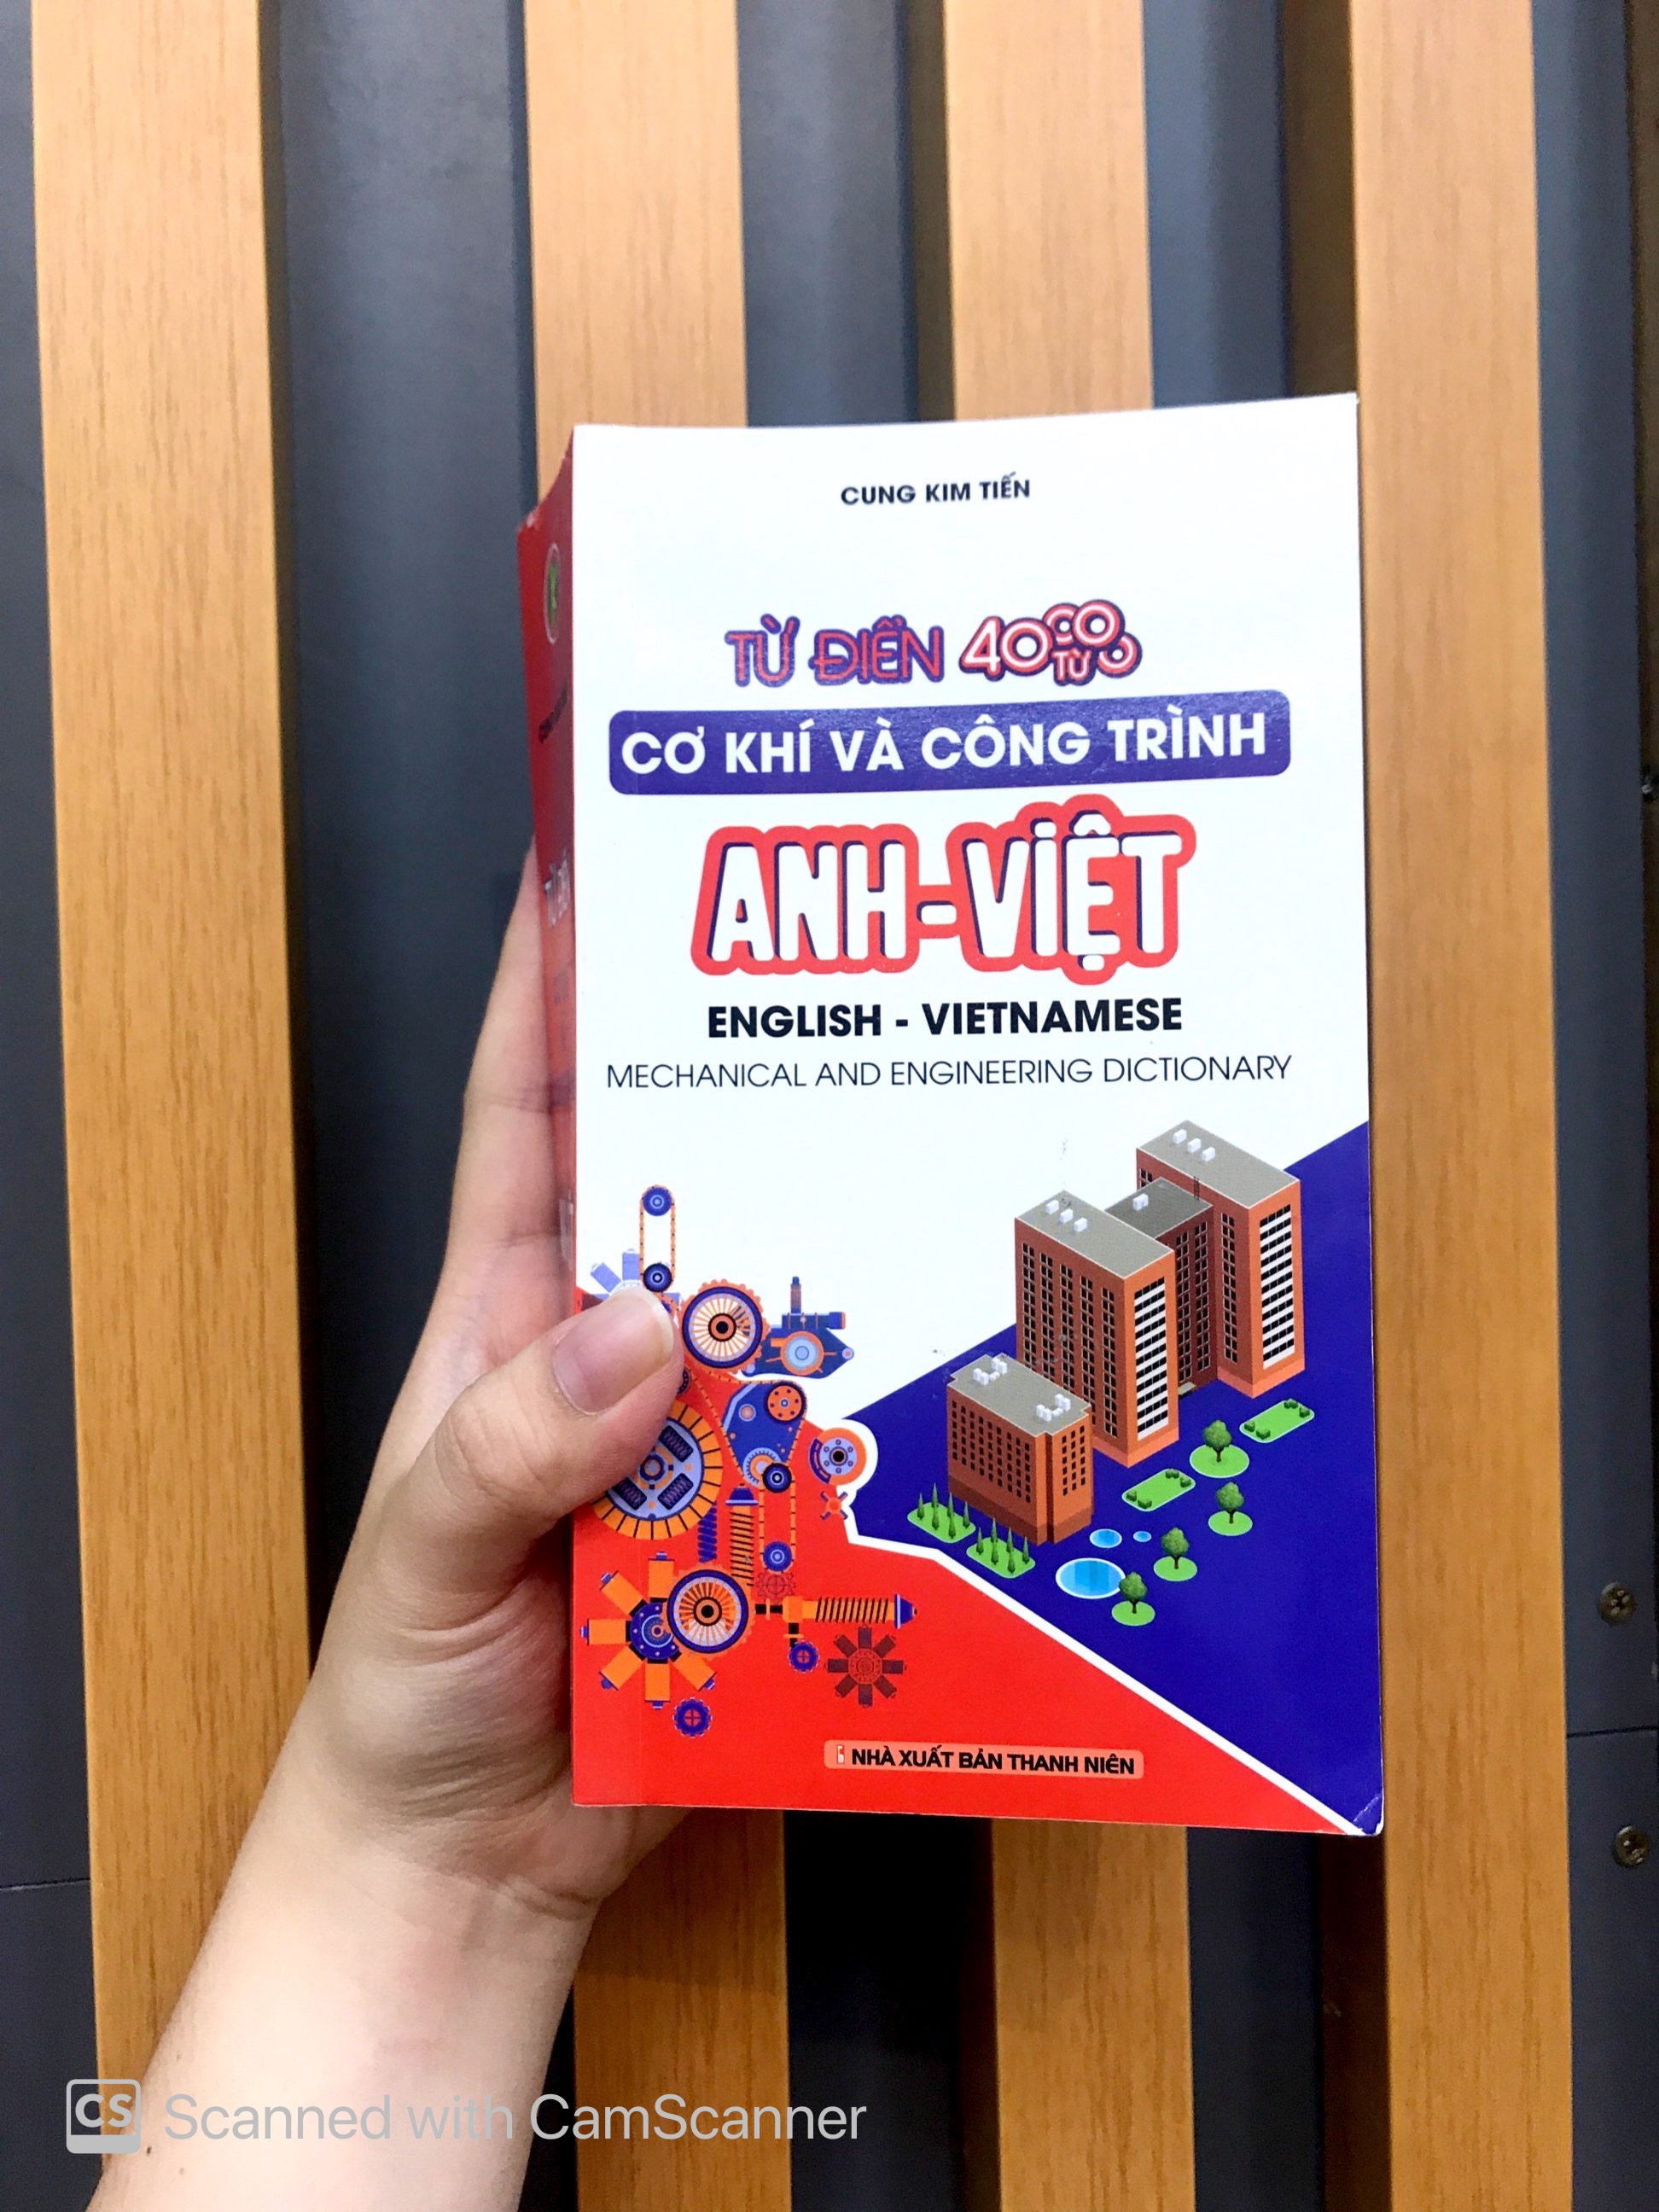 CUNG KIM TIẾN
TỪ ĐIỂN 40000 TỪ
CƠ KHÍ VÀ CÔNG TRÌNH
ANH-VIỆT
ENGLISH - VIETNAMESE
MECHANICAL AND ENGINEERING DICTIONARY
NHÀ XUẤT BẢN THANH NIÊN
CS Scanned with CamScanner